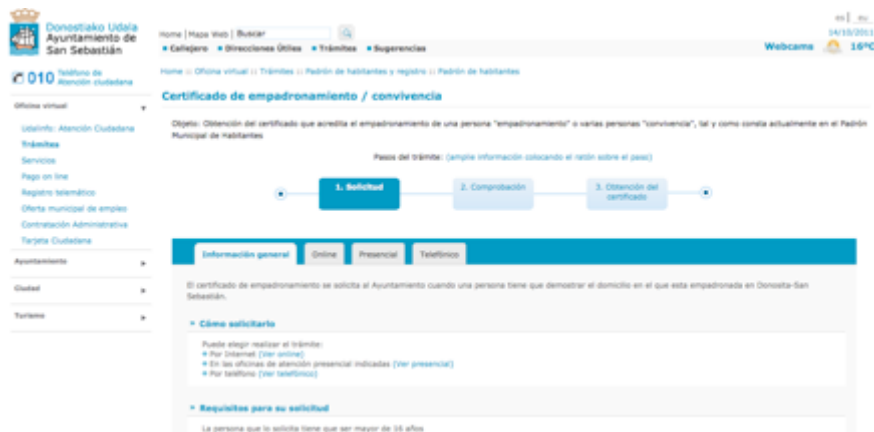 es | eu
14/10/2011
Donostiako Udala
Ayuntamiento de
San Sebastián
Home | Mapa Web | Buscar
Callejero Direcciones Útiles Trámites Sugerencias
Webcams 16ºC
010 Teléfono de
Atención ciudadana
Home :: Oficina virtual :: Trámites :: Padrón de habitantes y registro :: Padrón de habitantes
Certificado de empadronamiento / convivencia
Oficina virtual
Udalinfo: Atención Ciudadana
Trámites
Servicios
Pago on line
Registro telemático
Oferta municipal de empleo
Contratación Administrativa
Tarjeta Ciudadana
Ayuntamiento
Ciudad
Turismo
Objeto: Obtención del certificado que acredita el empadronamiento de una persona "empadronamiento" o varias personas "convivencia", tal y como consta actualmente en el Padrón
Municipal de Habitantes
Pasos del trámite: (amplíe información colocando el ratón sobre el paso)
1. Solicitud
2. Comprobación
3. Obtención del
certificado
Información general
Online
Presencial
Telefónico
El certificado de empadronamiento se solicita al Ayuntamiento cuando una persona tiene que demostrar el domicilio en el que esta empadronada en Donostia-San
Sebastián.
Cómo solicitarlo
Puede elegir realizar el trámite:
Por Internet (Ver online)
En las oficinas de atención presencial indicadas (Ver presencial)
Por teléfono (Ver telefónico)
Requisitos para su solicitud
La persona que lo solicita tiene que ser mayor de 16 años